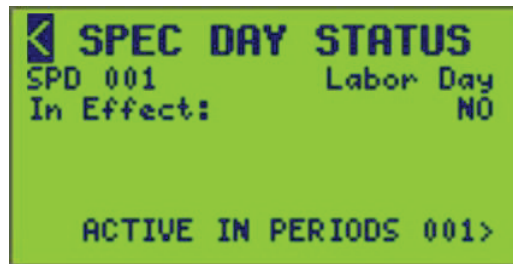 < SPEC DAY STATUS
SPD 001 Labor Day
In Effect: NO
ACTIVE IN PERIODS 001>